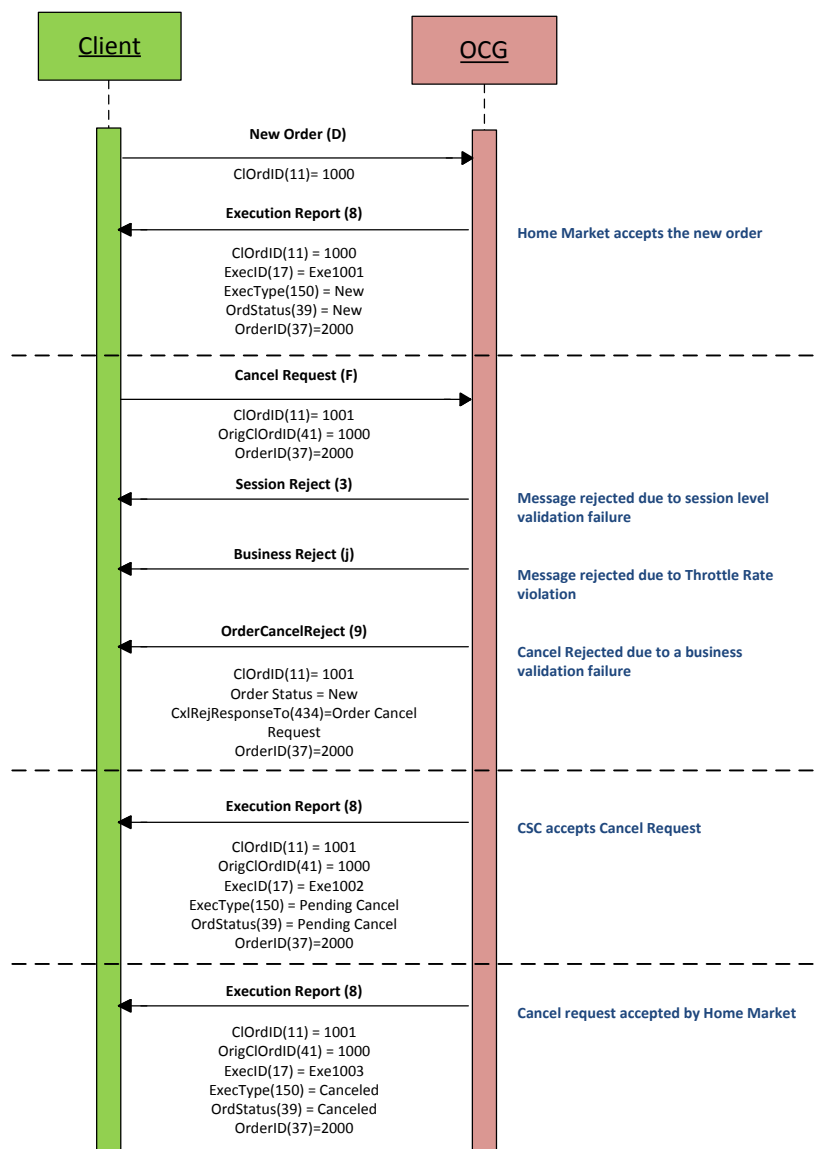 Client
OCG
New Order (D)
ClOrdID(11)= 1000
Execution Report (8)
Home Market accepts the new order
ClOrdID(11) = 1000
ExecID(17) = Exe1001
ExecType(150) = New
OrdStatus(39) = New
OrderID(37)=2000
Cancel Request (F)
ClOrdID(11)= 1001
OrigClOrdID(41) = 1000
OrderID(37)=2000
Session Reject (3)
Message rejected due to session level
validation failure
Business Reject (j)
Message rejected due to Throttle Rate
violation
OrderCancelReject (9)
Cancel Rejected due to a business
validation failure
ClOrdID(11) = 1001
Order Status = New
CxlRejResponseTo(434)=Order Cancel
Request
OrderID(37)=2000
Execution Report (8)
CSC accepts Cancel Request
ClOrdID(11) = 1001
OrigClOrdID(41) = 1000
ExecID(17) = Exe1002
ExecType(150) = Pending Cancel
OrdStatus(39) = Pending Cancel
OrderID(37)=2000
Execution Report (8)
Cancel request accepted by Home Market
ClOrdID(11) = 1001
OrigClOrdID(41) = 1000
ExecID(17) = Exe1003
ExecType(150) = Canceled
OrdStatus(39) = Canceled
OrderID(37)=2000